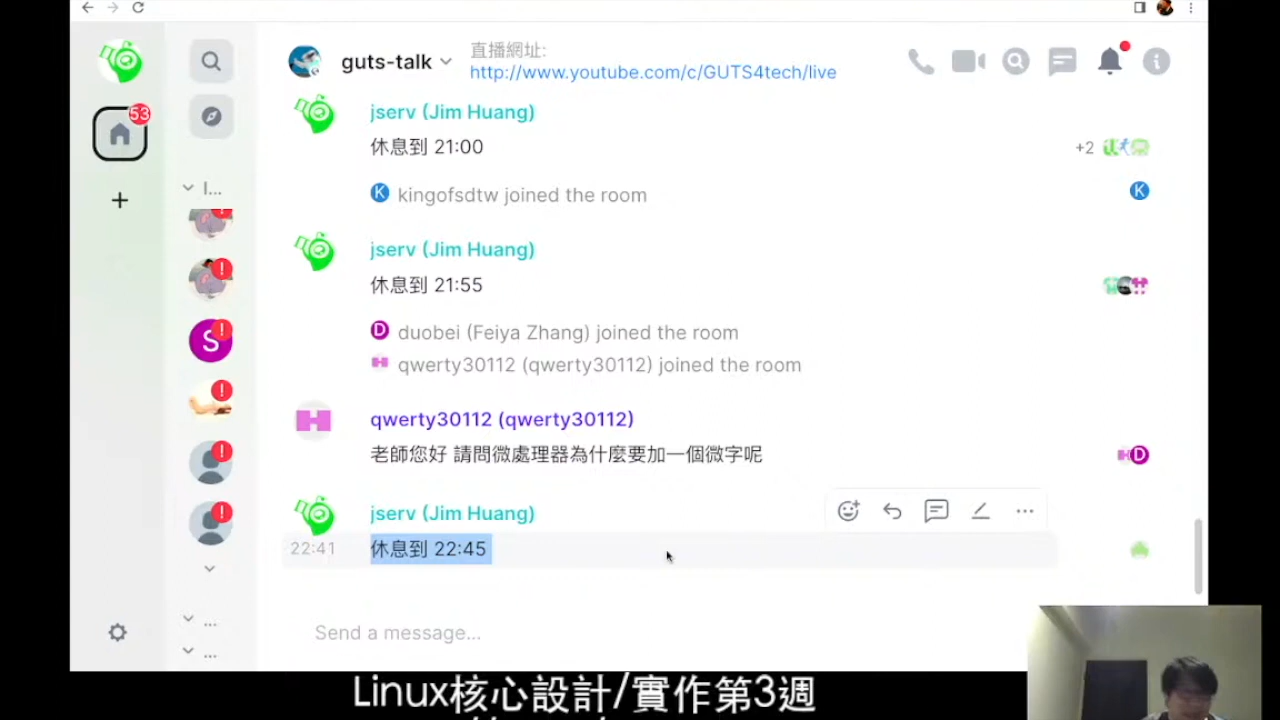 guts-talk
直播網址:
http://www.youtube.com/c/GUTS4tech/live
53
I...
jserv (Jim Huang)
休息到 21:00
+2
K kingofsdtw joined the room
K
jserv (Jim Huang)
休息到 21:55
D duobei (Feiya Zhang) joined the room
qwerty30112 (qwerty30112) joined the room
S
qwerty30112 (qwerty30112)
老師您好 請問微處理器為什麼要加一個微字呢
D
jserv (Jim Huang)
22:41 休息到 22:45
...
Send a message...
...
Linux核心設計/實作第3週